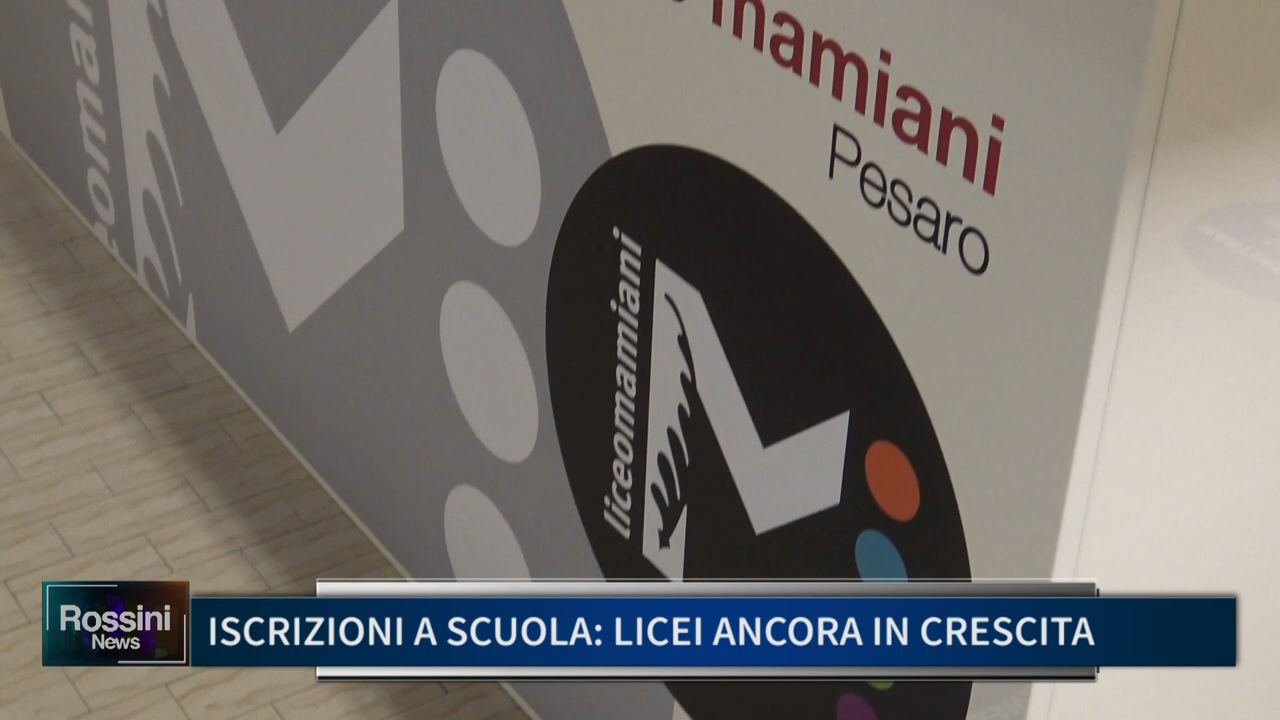 mamiani
Pesaro
liceomamiani
Rossini
News
ISCRIZIONI A SCUOLA: LICEI ANCORA IN CRESCITA